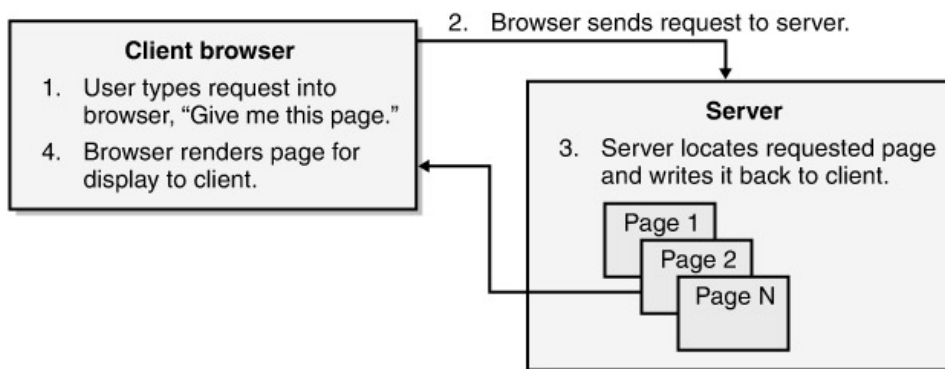 2. Browser sends request to server.
Client browser
1. User types request into
browser, “Give me this page.”
4. Browser renders page for
display to client.
Server
3. Server locates requested page
and writes it back to client.
Page 1
Page 2
Page N